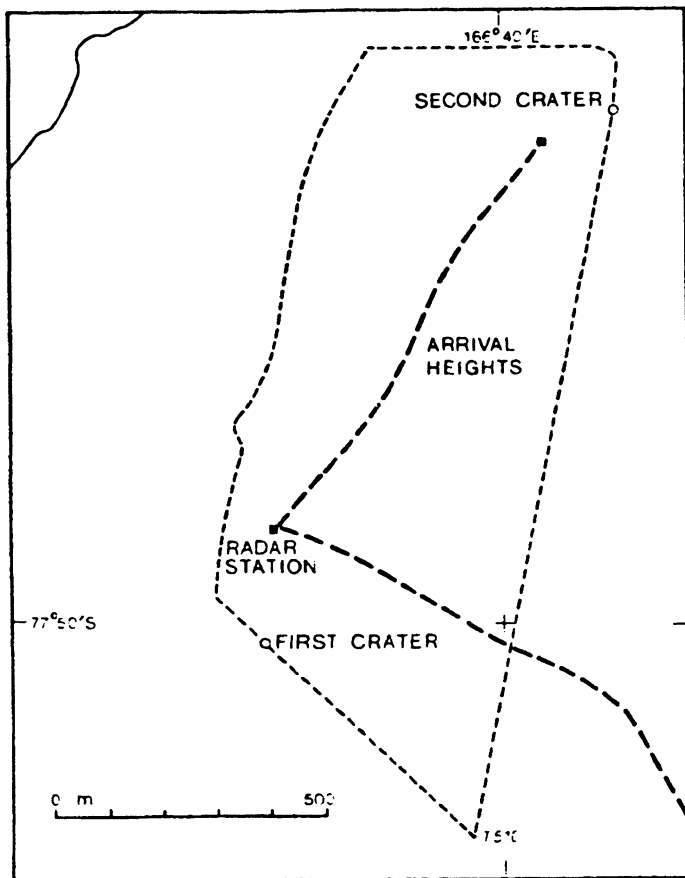 166°40'E
SECOND CRATER
ARRIVAL
HEIGHTS
RADAR
STATION
77°50'S
FIRST CRATER
0 m 500